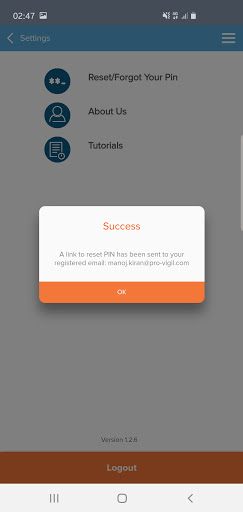 02:47
Settings
Reset/Forgot Your Pin
About Us
Tutorials
Success
A link to reset PIN has been sent to your
registered email: manoj.kiran@pro-vigil.com
OK
Version 1.2.6
Logout